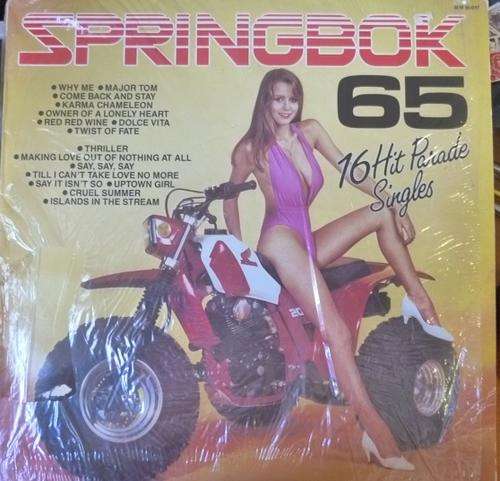 SPRINGBOK
65
16 Hit Parade
Singles
● WHY ME ● MAJOR TOM
● COME BACK AND STAY
● KARMA CHAMELEON
● OWNER OF A LONELY HEART
● RED RED WINE ● DOLCE VITA
● TWIST OF FATE
● THRILLER
● MAKING LOVE OUT OF NOTHING AT ALL
● SAY, SAY, SAY
● TILL I CAN'T TAKE LOVE NO MORE
● SAY IT ISN'T SO ● UPTOWN GIRL
● CRUEL SUMMER
● ISLANDS IN THE STREAM